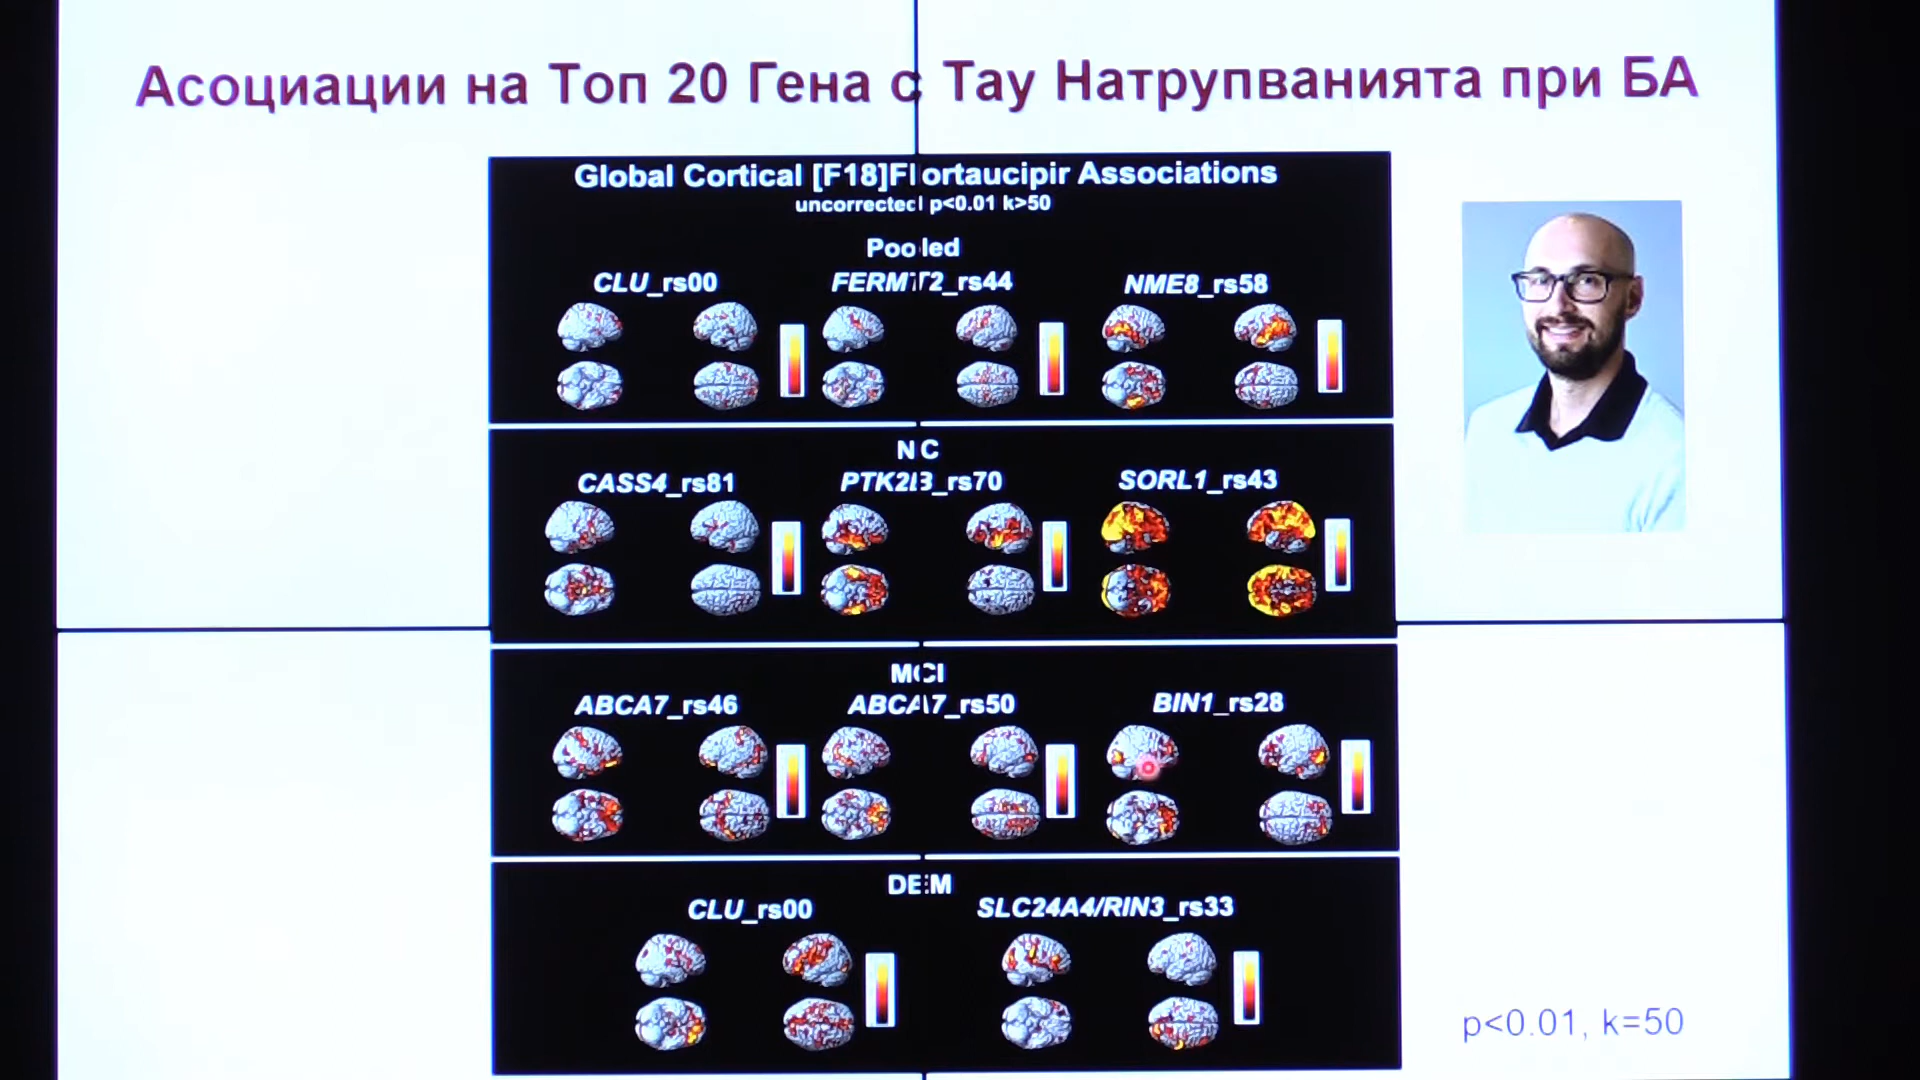 Асоциации на Топ 20 Гена с Тау Натрупванията при БА
Global Cortical [F18]Flortaucipir Associations
uncorrected p<0.01 k>50
Pooled
CLU_rs00 FERMT2_rs44 NME8_rs58
NC
CASS4_rs81 PTK2B_rs70 SORL1_rs43
MCI
ABCA7_rs46 ABCA7_rs50 BIN1_rs28
DEM
CLU_rs00 SLC24A4/RIN3_rs33
p<0.01, k=50